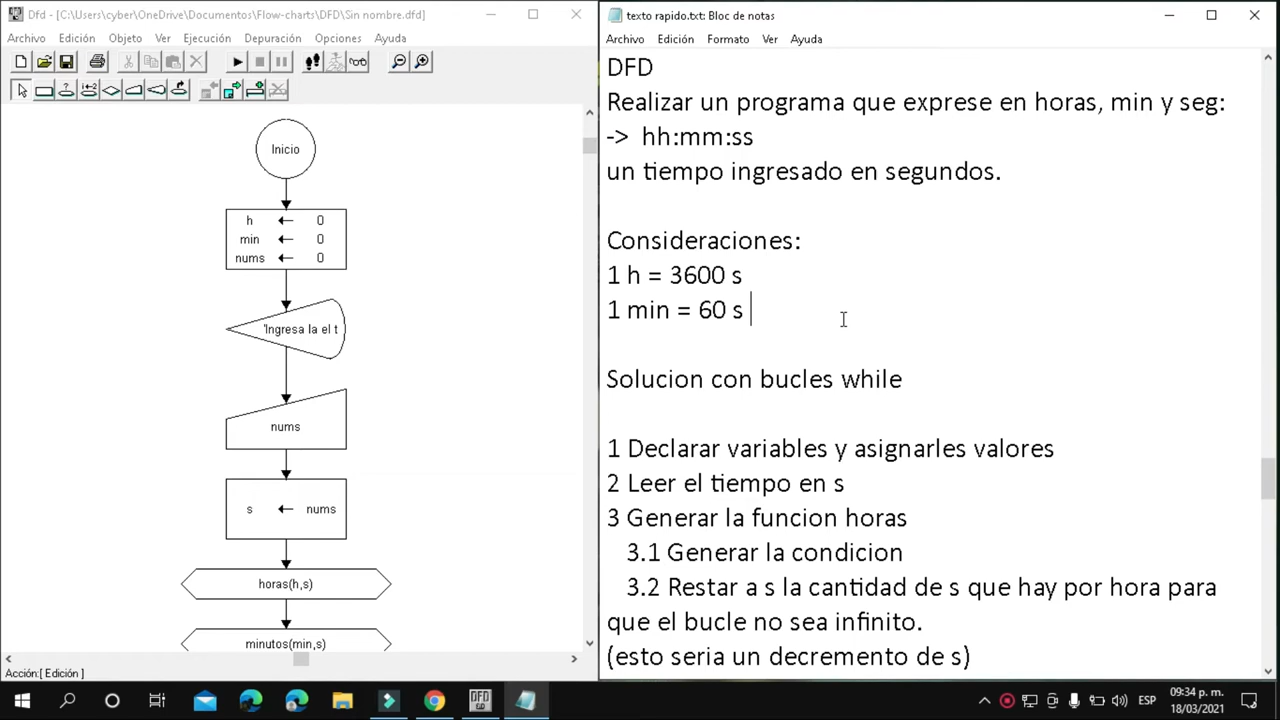 Dfd - [C:\Users\cyber\OneDrive\Documentos\Flow-charts\DFD\Sin nombre.dfd]
Archivo Edición Objeto Ver Ejecución Depuración Opciones Ayuda
Inicio
h ← 0
min ← 0
nums ← 0
'Ingresa la el t
nums
s ← nums
horas(h,s)
minutos(min,s)
Acción:[ Edición ]
texto rapido.txt: Bloc de notas
Archivo Edición Formato Ver Ayuda
DFD
Realizar un programa que exprese en horas, min y seg:
-> hh:mm:ss
un tiempo ingresado en segundos.
Consideraciones:
1 h = 3600 s
1 min = 60 s
Solucion con bucles while
1 Declarar variables y asignarles valores
2 Leer el tiempo en s
3 Generar la funcion horas
3.1 Generar la condicion
3.2 Restar a s la cantidad de s que hay por hora para
que el bucle no sea infinito.
(esto seria un decremento de s)
DFD
ESP
09:34 p. m.
18/03/2021